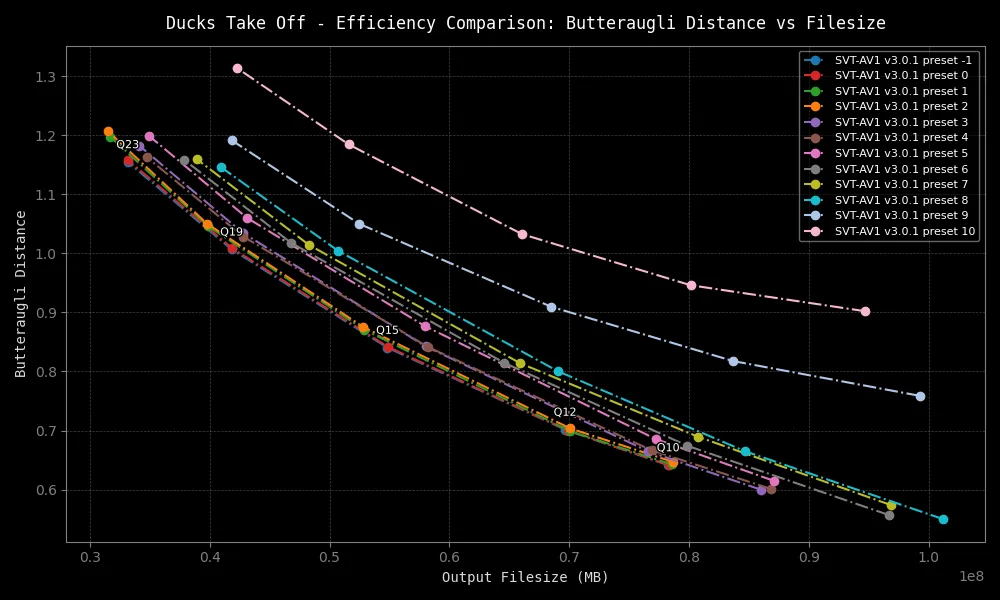 Ducks Take Off - Efficiency Comparison: Butteraugli Distance vs Filesize
SVT-AV1 v3.0.1 preset -1
SVT-AV1 v3.0.1 preset 0
SVT-AV1 v3.0.1 preset 1
SVT-AV1 v3.0.1 preset 2
SVT-AV1 v3.0.1 preset 3
SVT-AV1 v3.0.1 preset 4
SVT-AV1 v3.0.1 preset 5
SVT-AV1 v3.0.1 preset 6
SVT-AV1 v3.0.1 preset 7
SVT-AV1 v3.0.1 preset 8
SVT-AV1 v3.0.1 preset 9
SVT-AV1 v3.0.1 preset 10
Butteraugli Distance
1.3
1.2
1.1
1.0
0.9
0.8
0.7
0.6
Q23
Q19
Q15
Q12
Q10
0.3 0.4 0.5 0.6 0.7 0.8 0.9 1.0
1e8
Output Filesize (MB)